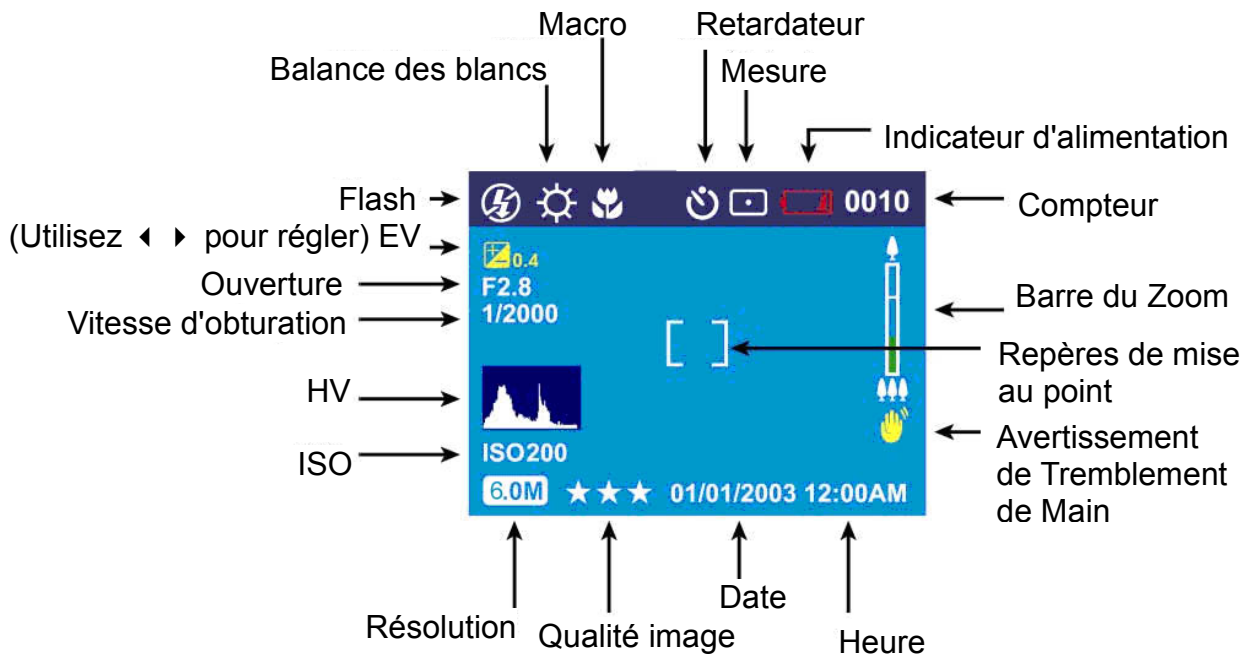 Macro
Retardateur
Balance des blancs
Mesure
Indicateur d'alimentation
Flash
0010
Compteur
(Utilisez ◂ ▸ pour régler) EV
0.4
Ouverture
F2.8
Barre du Zoom
Vitesse d'obturation
1/2000
Repères de mise
au point
HV
ISO
ISO200
Avertissement
de Tremblement
de Main
6.0M ★★★ 01/01/2003 12:00AM
Résolution
Qualité image
Date
Heure